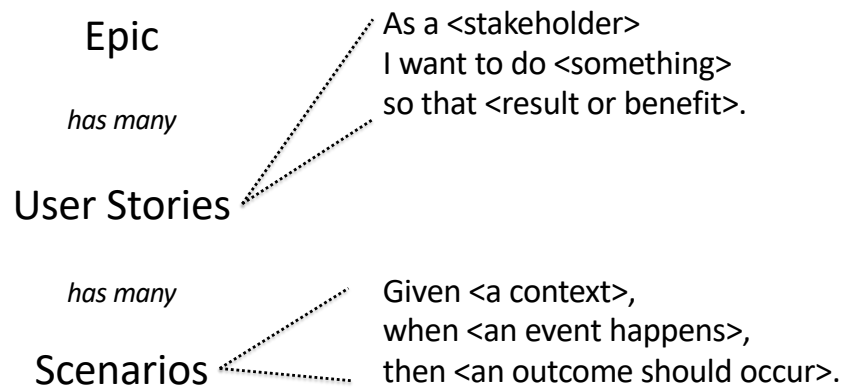 Epic
As a <stakeholder>
I want to do <something>
so that <result or benefit>.
has many
User Stories
has many
Given <a context>,
when <an event happens>,
then <an outcome should occur>.
Scenarios